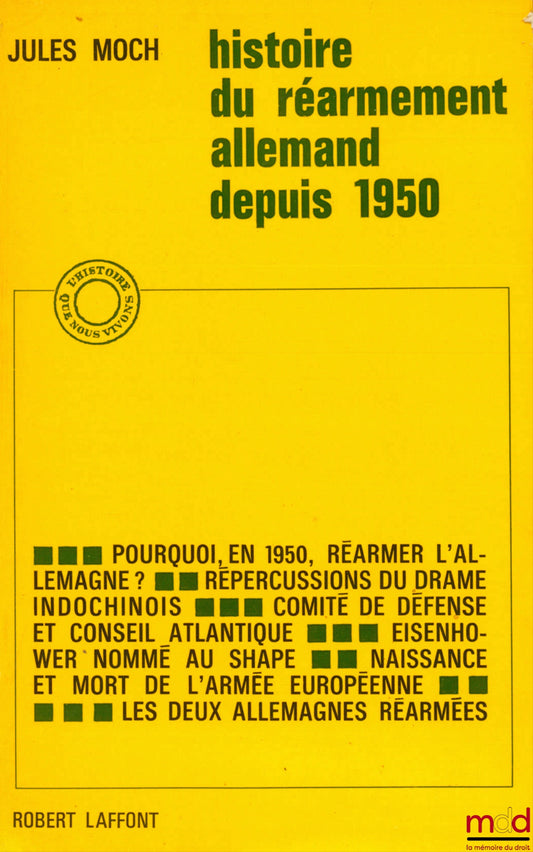 JULES MOCH
histoire
du réarmement
allemand
depuis 1950
L'HISTOIRE
QUE NOUS VIVONS
■ ■ ■ POURQUOI, EN 1950, RÉARMER L'AL-
LEMAGNE ? ■ ■ RÉPERCUSSIONS DU DRAME
INDOCHINOIS ■ ■ ■ COMITÉ DE DÉFENSE
ET CONSEIL ATLANTIQUE ■ ■ ■ EISENHO-
WER NOMMÉ AU SHAPE ■ ■ NAISSANCE
ET MORT DE L'ARMÉE EUROPÉENNE ■ ■
■ ■ ■ LES DEUX ALLEMAGNES RÉARMÉES
ROBERT LAFFONT
mdd
la mémoire du droit